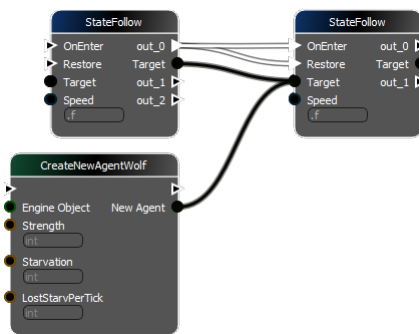 StateFollow
OnEnter out_0
Restore Target
Target out_1
Speed out_2
.f
StateFollow
OnEnter out_0
Restore Target
Target out_1
Speed
.f
CreateNewAgentWolf
Engine Object New Agent
Strength
int
Starvation
int
LostStarvPerTick
int